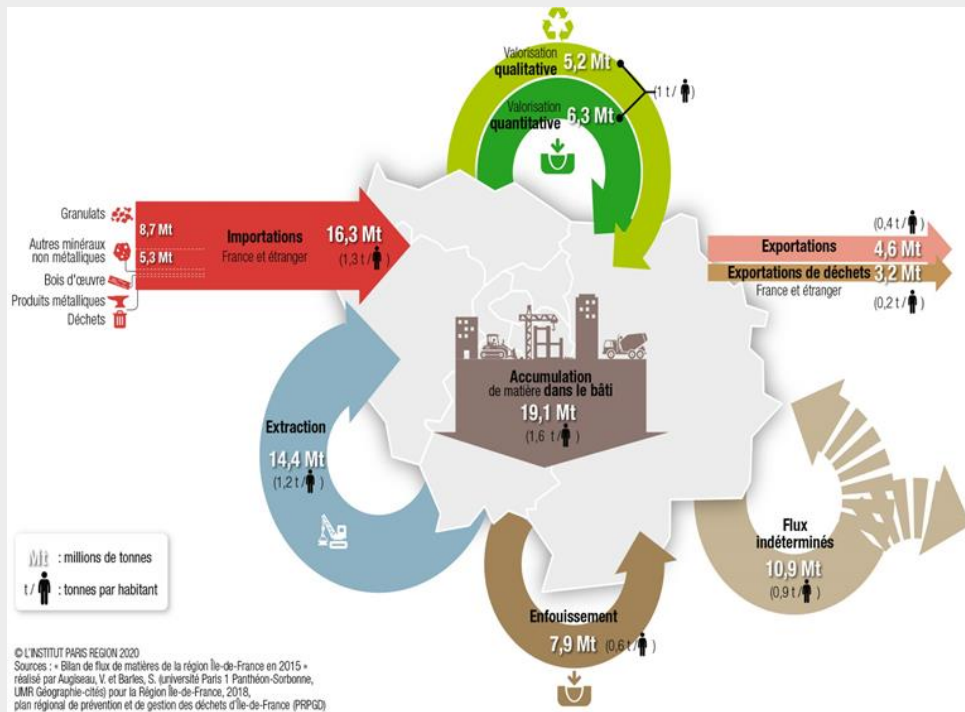 Valorisation
qualitative 5,2 Mt
Valorisation
quantitative 6,3 Mt
(1 t / )
Granulats
8,7 Mt
Autres minéraux
non métalliques
5,3 Mt
Bois d'œuvre
Produits métalliques
Déchets
Importations 16,3 Mt
France et étranger (1,3 t / )
(0,4 t / )
Exportations 4,6 Mt
Exportations de déchets 3,2 Mt
France et étranger
(0,2 t / )
Accumulation
de matière dans le bâti
19,1 Mt
(1,6 t / )
Extraction
14,4 Mt
(1,2 t / )
Flux
indéterminés
10,9 Mt
(0,9 t / )
Enfouissement
7,9 Mt (0,6 t / )
Mt : millions de tonnes
t / : tonnes par habitant
© L'INSTITUT PARIS REGION 2020
Sources : « Bilan de flux de matières de la région Île-de-France en 2015 »
réalisé par Augiseau, V. et Barles, S. (université Paris 1 Panthéon-Sorbonne,
UMR Géographie-cités) pour la Région Île-de-France, 2018,
plan régional de prévention et de gestion des déchets d'Île-de-France (PRPGD)